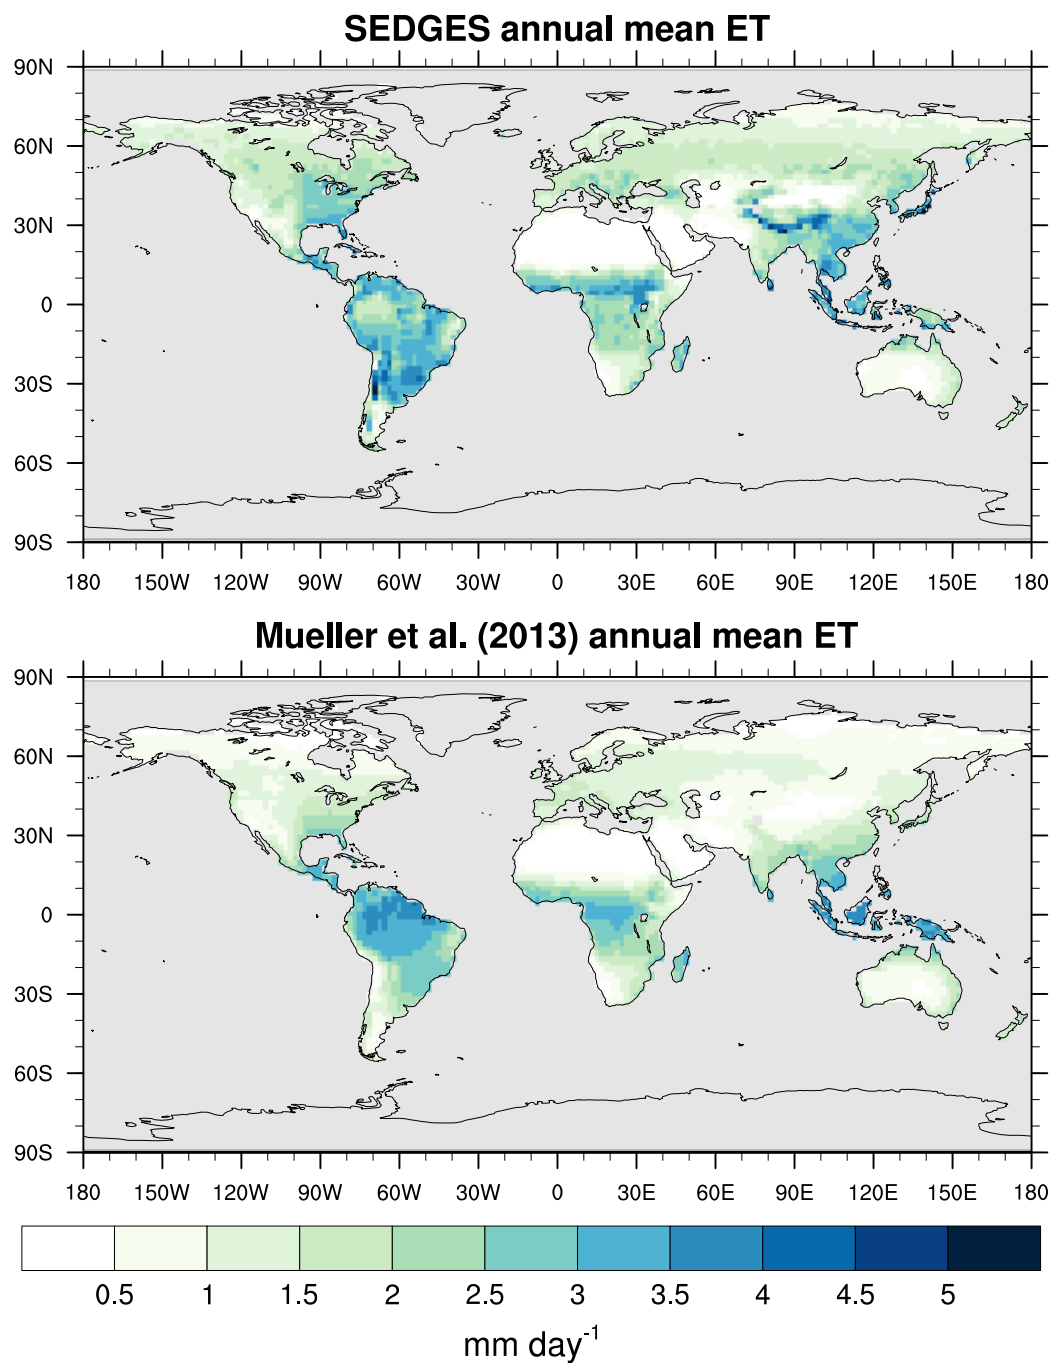 SEDGES annual mean ET
90N
60N
30N
0
30S
60S
90S
180 150W 120W 90W 60W 30W 0 30E 60E 90E 120E 150E 180
Mueller et al. (2013) annual mean ET
90N
60N
30N
0
30S
60S
90S
180 150W 120W 90W 60W 30W 0 30E 60E 90E 120E 150E 180
0.5 1 1.5 2 2.5 3 3.5 4 4.5 5
mm day⁻¹